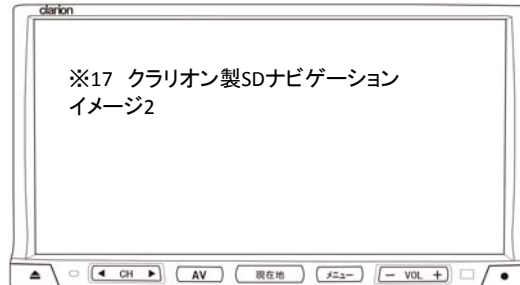 clarion
※17 クラリオン製SDナビゲーション
イメージ2
CH
AV
現在地
メニュー
− VOL +